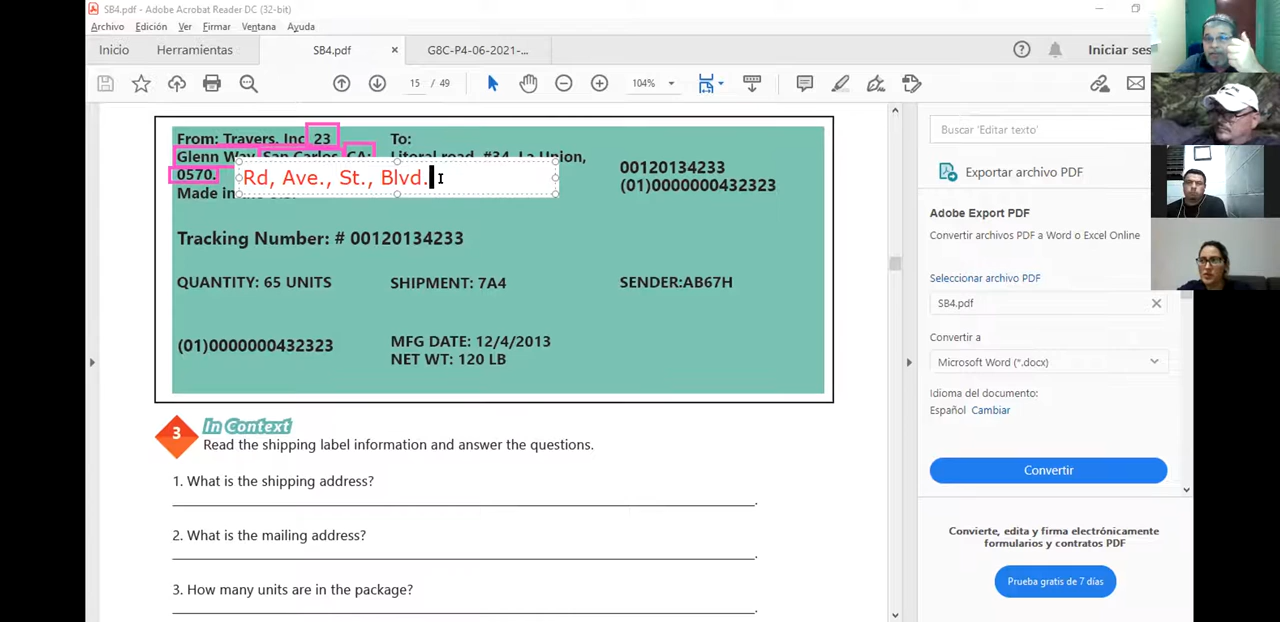 SB4.pdf - Adobe Acrobat Reader DC (32-bit)
Archivo Edición Ver Firmar Ventana Ayuda
Inicio Herramientas SB4.pdf × G8C-P4-06-2021-... Iniciar ses
15 / 49 104%
From: Travers, Inc 23
Glenn Way San Carlos CA;
0570.
Made in
To:
Litoral road, #34, La Union,
Rd, Ave., St., Blvd.
00120134233
(01)0000000432323
Tracking Number: # 00120134233
QUANTITY: 65 UNITS SHIPMENT: 7A4 SENDER:AB67H
(01)0000000432323
MFG DATE: 12/4/2013
NET WT: 120 LB
3 In Context
Read the shipping label information and answer the questions.
1. What is the shipping address?
2. What is the mailing address?
3. How many units are in the package?
Buscar 'Editar texto'
Exportar archivo PDF
Adobe Export PDF
Convertir archivos PDF a Word o Excel Online
Seleccionar archivo PDF
SB4.pdf
Convertir a
Microsoft Word (*.docx)
Idioma del documento:
Español Cambiar
Convertir
Convierte, edita y firma electrónicamente
formularios y contratos PDF
Prueba gratis de 7 días